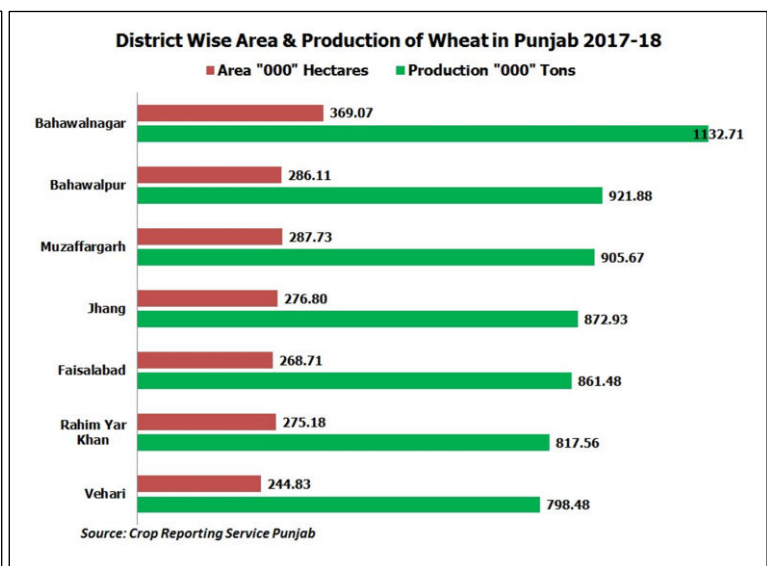 District Wise Area & Production of Wheat in Punjab 2017-18
Area "000" Hectares Production "000" Tons
Bahawalnagar
369.07
1132.71
Bahawalpur
286.11
921.88
Muzaffargarh
287.73
905.67
Jhang
276.80
872.93
Faisalabad
268.71
861.48
Rahim Yar
Khan
275.18
817.56
Vehari
244.83
798.48
Source: Crop Reporting Service Punjab